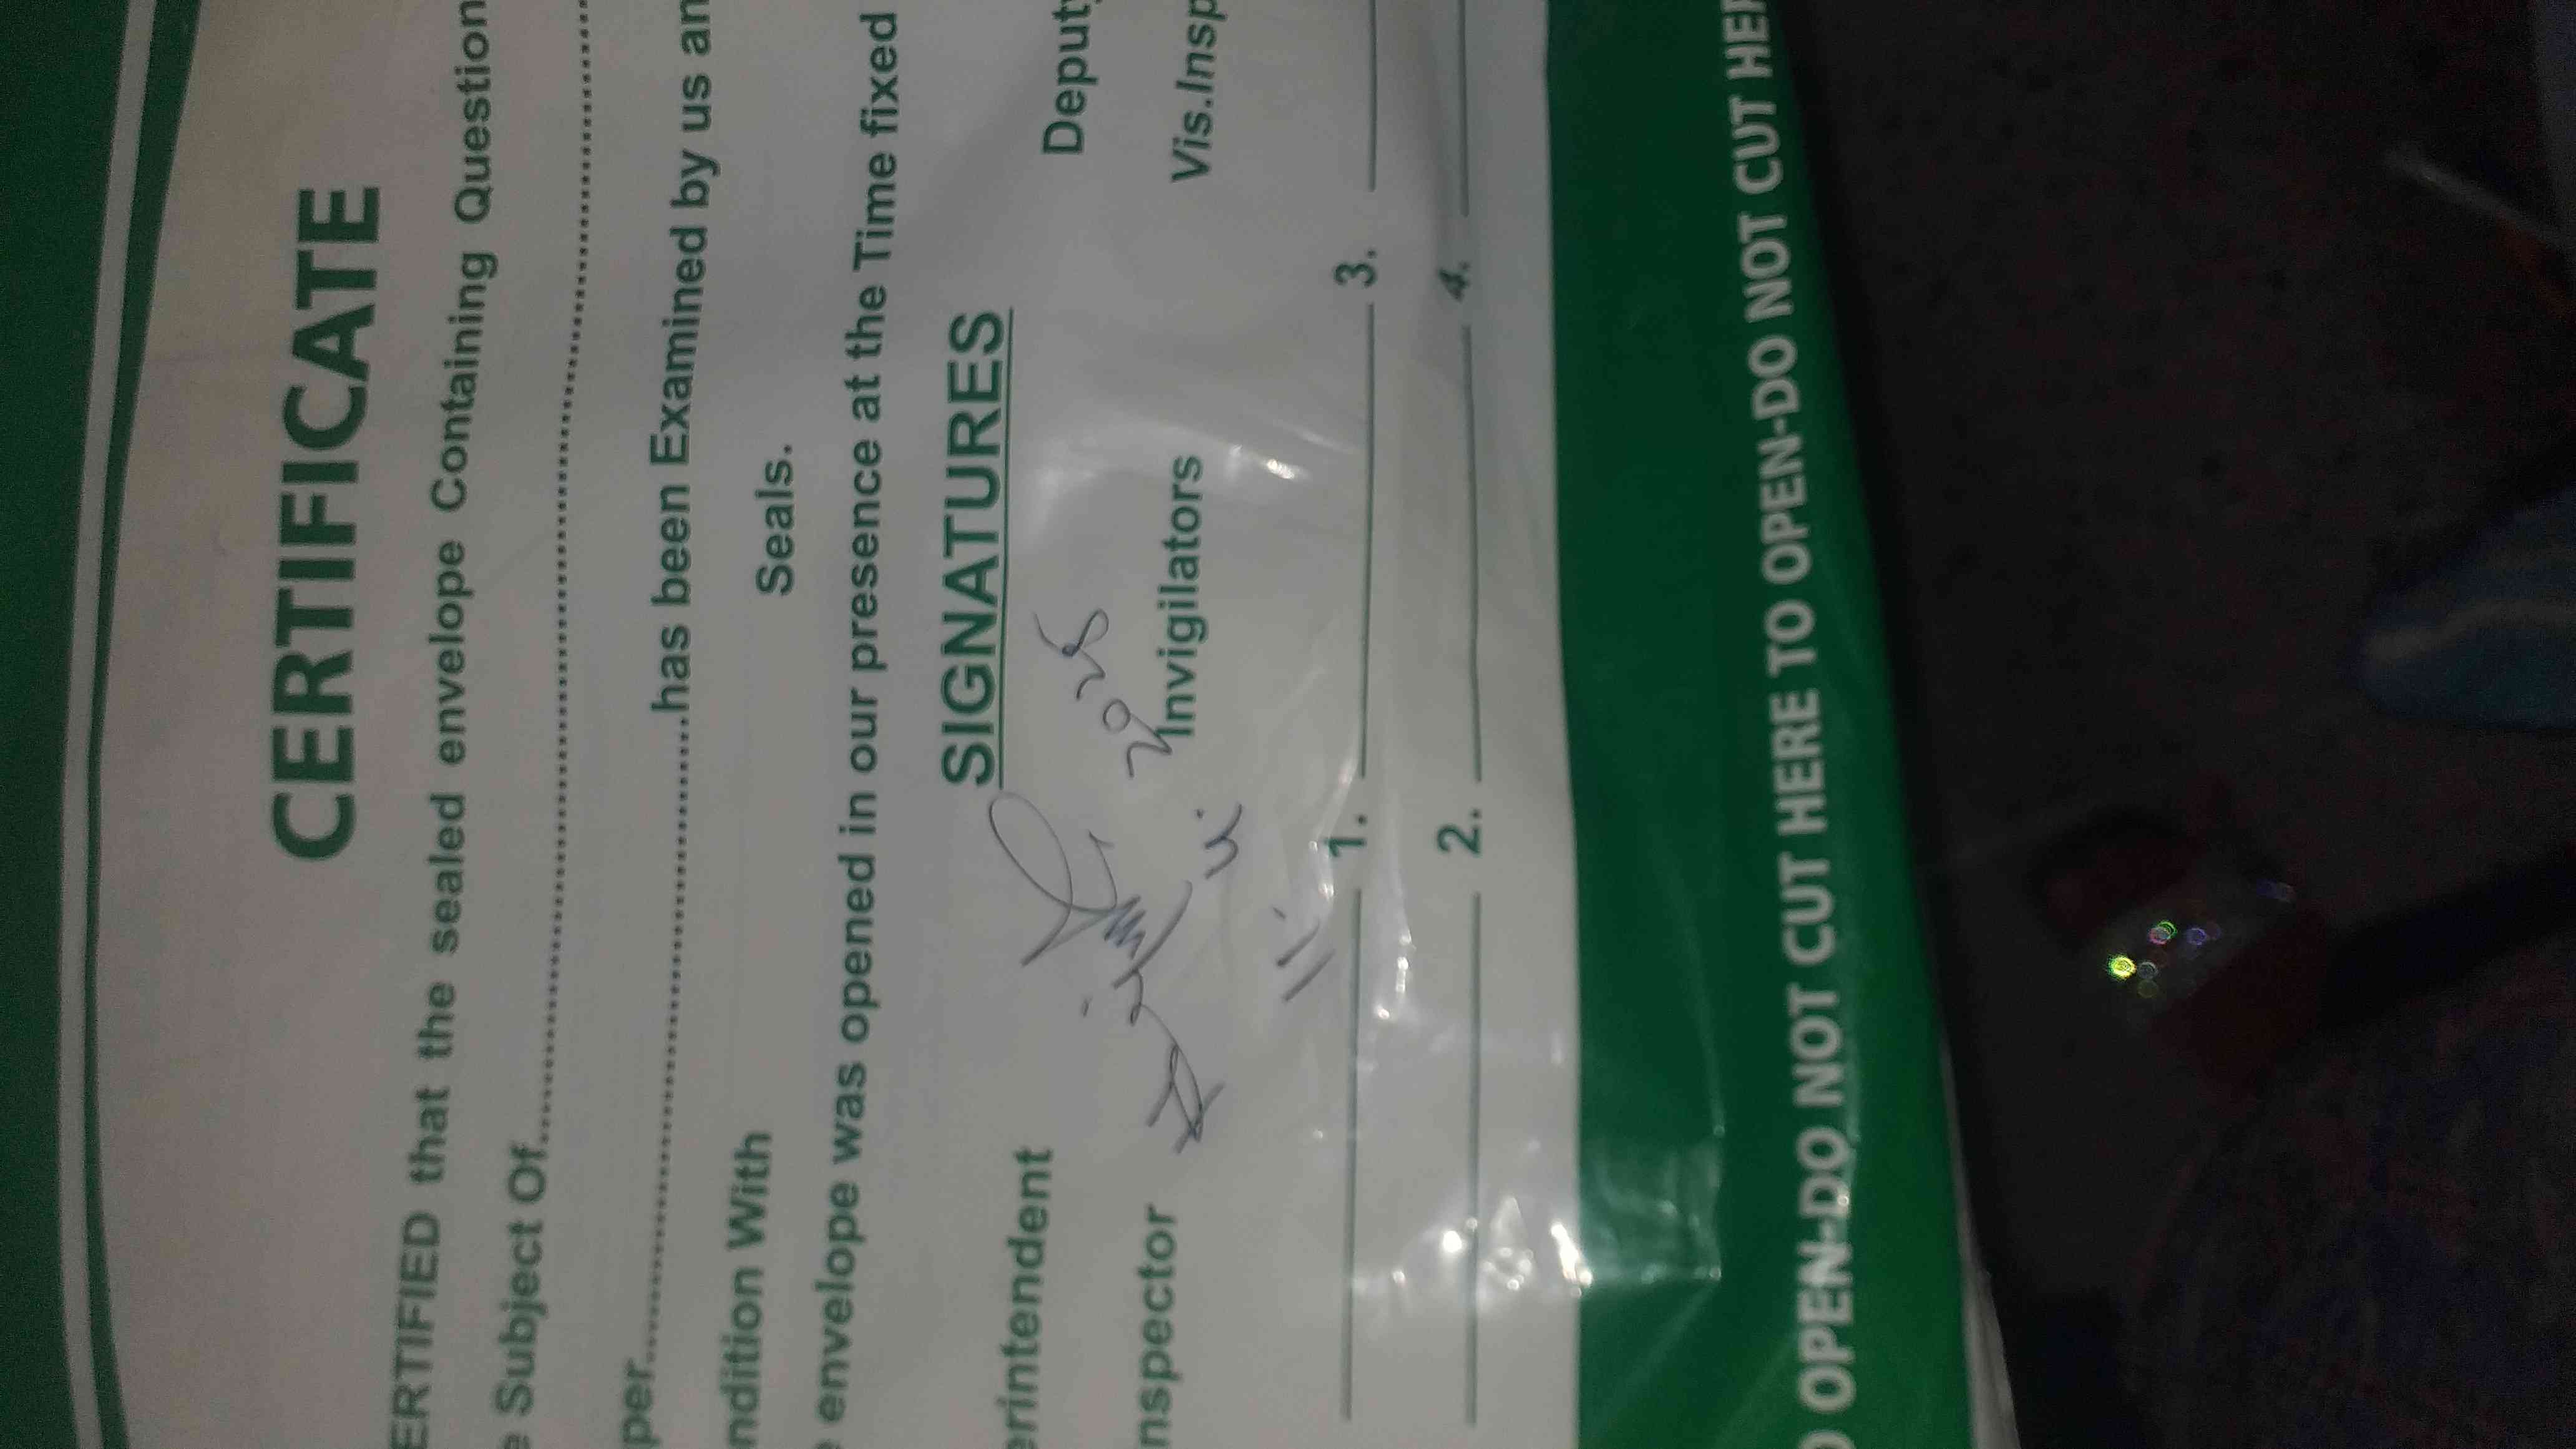 CERTIFICATE
ERTIFIED that the sealed envelope Containing Question
Subject Of
per has been Examined by us an
ndition With Seals.
envelope was opened in our presence at the Time fixed
SIGNATURES
erintendent Deputy
nspector Invigilators Vis.Insp
1. 3.
2. 4.
OPEN-DO NOT CUT HERE TO OPEN-DO NOT CUT HERE TO OPEN-DO NOT CUT HER